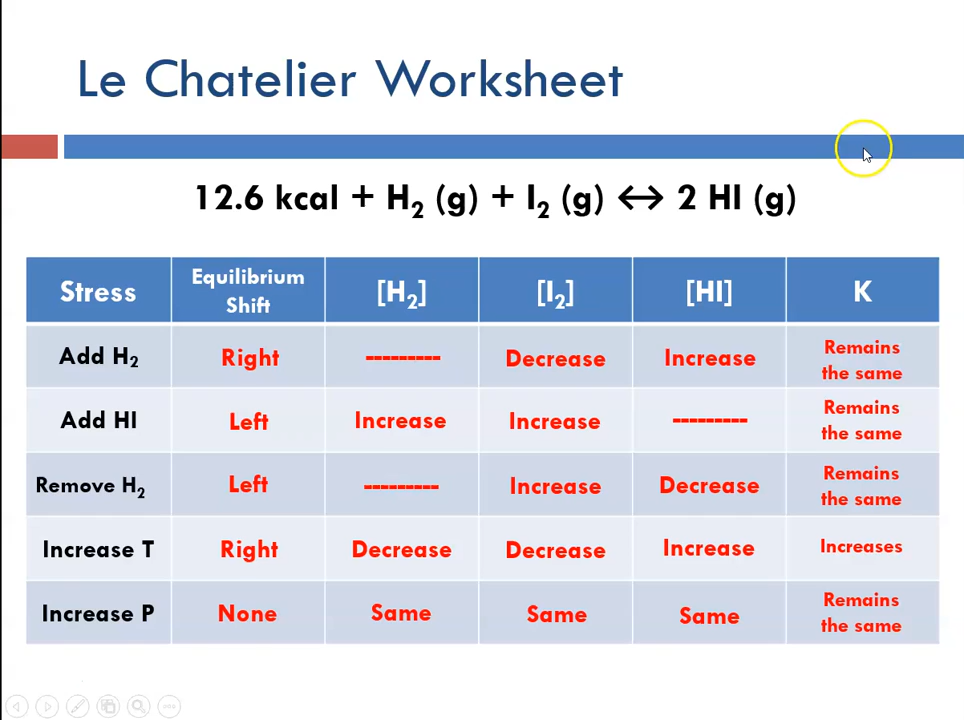 Le Chatelier Worksheet
12.6 kcal + H₂ (g) + I₂ (g) ↔ 2 HI (g)
Stress Equilibrium Shift [H₂] [I₂] [HI] K
Add H₂ Right --------- Decrease Increase Remains the same
Add HI Left Increase Increase --------- Remains the same
Remove H₂ Left --------- Increase Decrease Remains the same
Increase T Right Decrease Decrease Increase Increases
Increase P None Same Same Same Remains the same